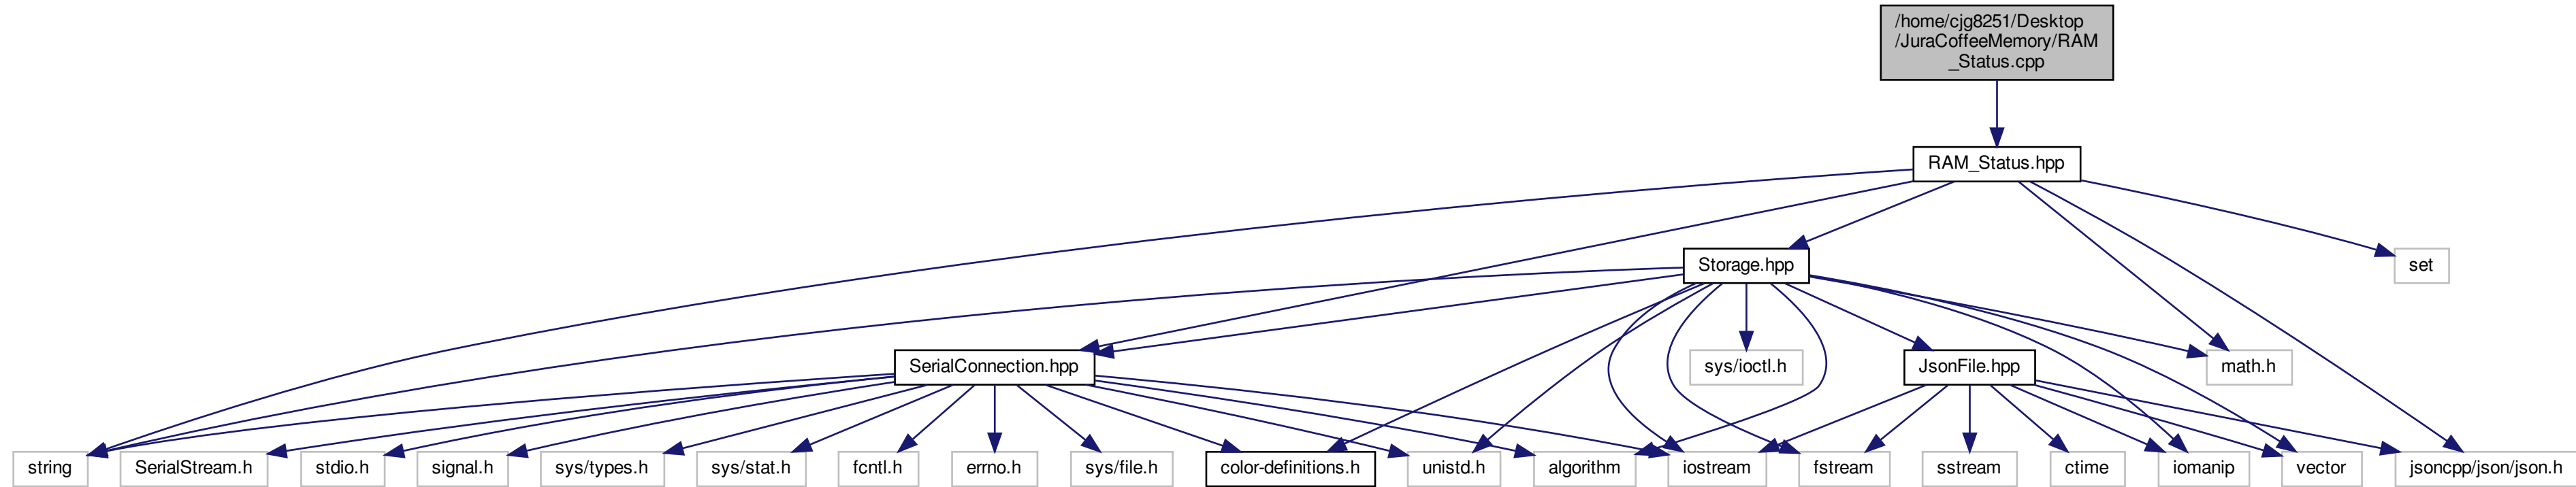 /home/cjg8251/Desktop
/JuraCoffeeMemory/RAM
_Status.cpp
RAM_Status.hpp
Storage.hpp
set
SerialConnection.hpp
sys/ioctl.h
JsonFile.hpp
math.h
string
SerialStream.h
stdio.h
signal.h
sys/types.h
sys/stat.h
fcntl.h
errno.h
sys/file.h
color-definitions.h
unistd.h
algorithm
iostream
fstream
sstream
ctime
iomanip
vector
jsoncpp/json/json.h